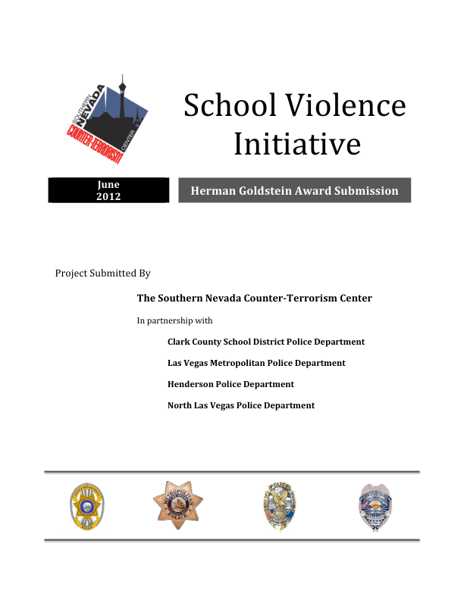 SOUTHERN
NEVADA
COUNTER-TERRORISM
CENTER
School Violence
Initiative
June
2012
Herman Goldstein Award Submission
Project Submitted By
The Southern Nevada Counter-Terrorism Center
In partnership with
Clark County School District Police Department
Las Vegas Metropolitan Police Department
Henderson Police Department
North Las Vegas Police Department